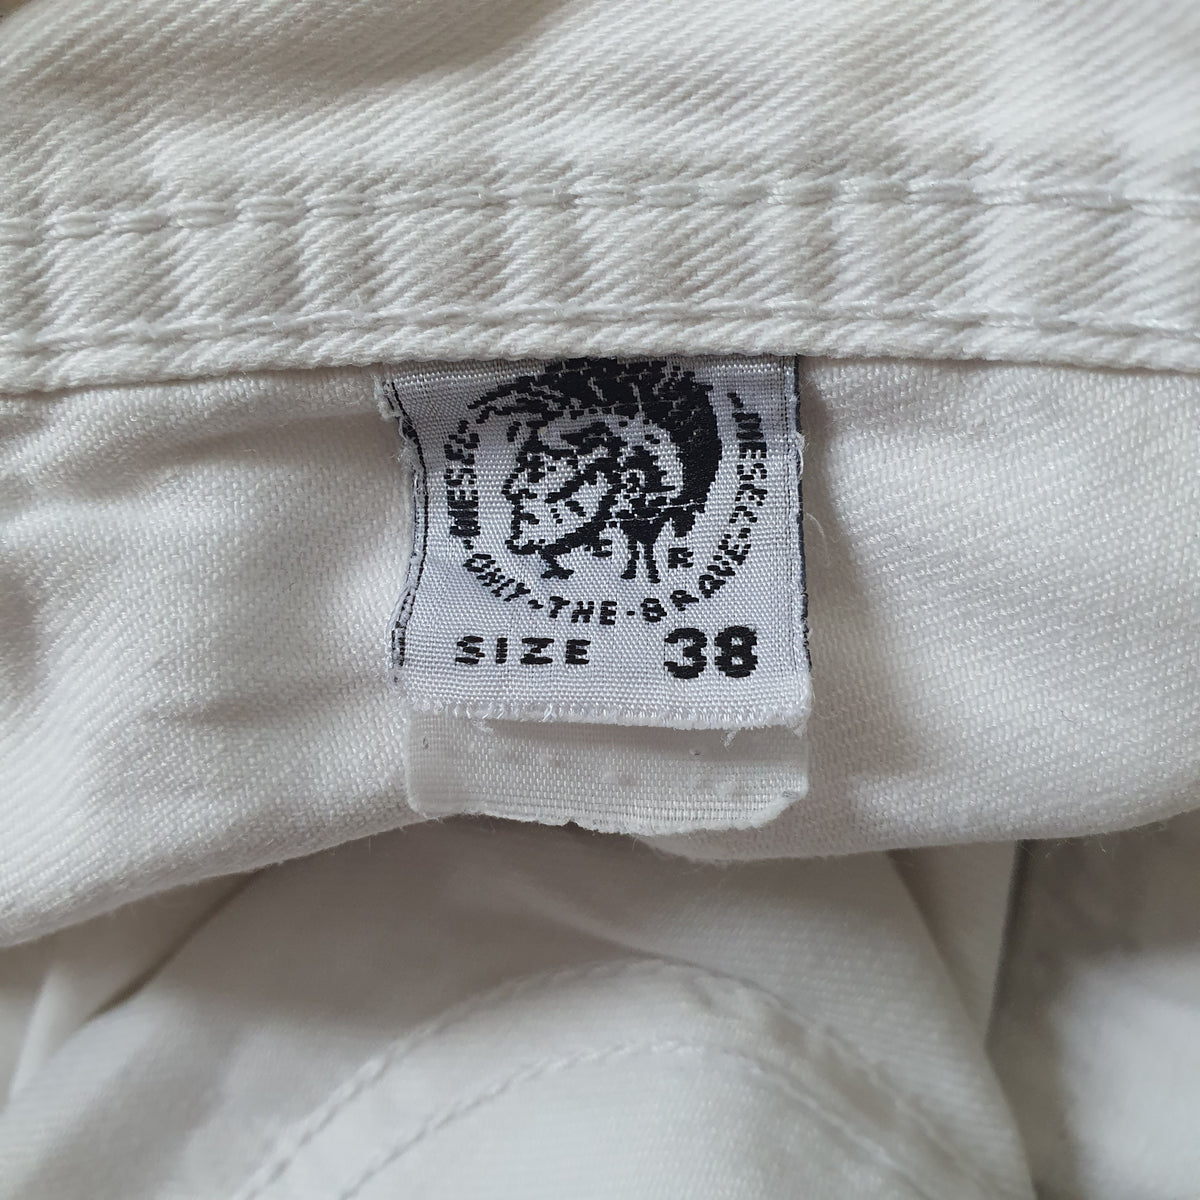 DIESEL
DIESEL
ONLY-THE-BRAVE
SIZE 38